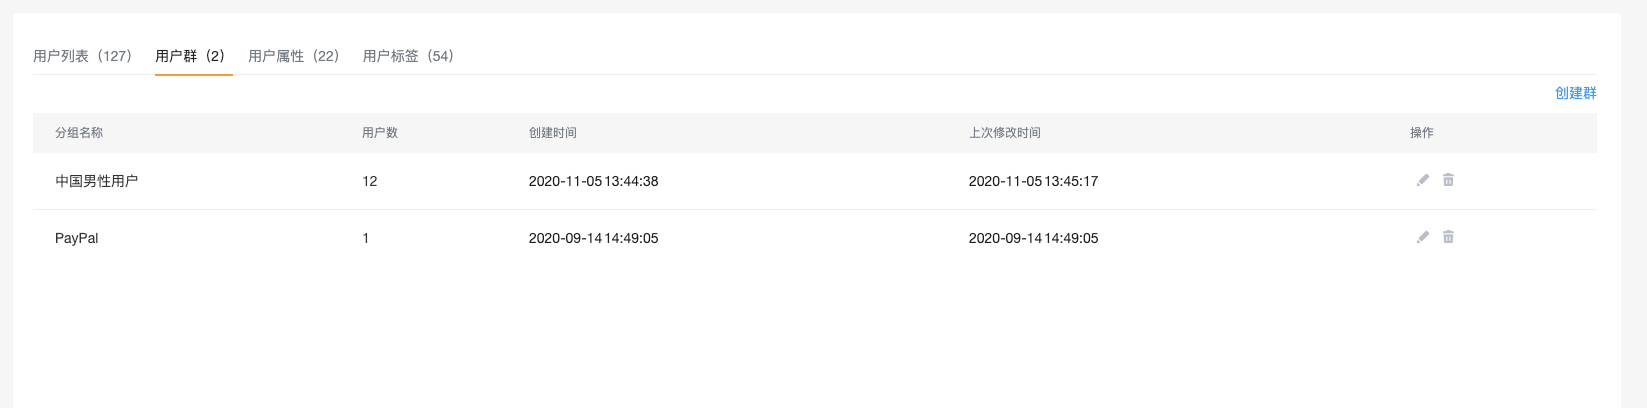 用户列表（127） 用户群（2） 用户属性（22） 用户标签（54）
创建群
分组名称 用户数 创建时间 上次修改时间 操作
中国男性用户 12 2020-11-05 13:44:38 2020-11-05 13:45:17
PayPal 1 2020-09-14 14:49:05 2020-09-14 14:49:05